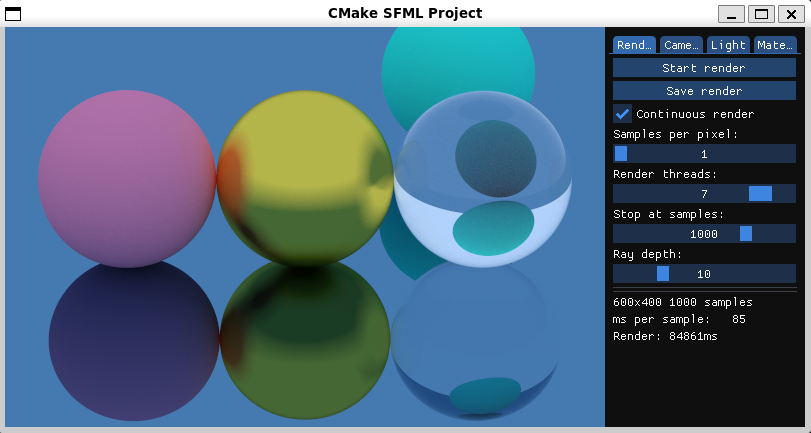 CMake SFML Project
Rend… Came… Light Mate…
Start render
Save render
Continuous render
Samples per pixel:
1
Render threads:
7
Stop at samples:
1000
Ray depth:
10
600x400 1000 samples
ms per sample: 85
Render: 84861ms